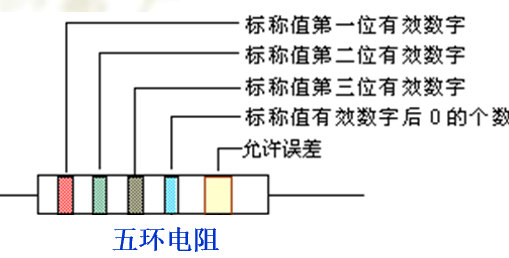 标称值第一位有效数字
标称值第二位有效数字
标称值第三位有效数字
标称值有效数字后0的个数
允许误差
五环电阻